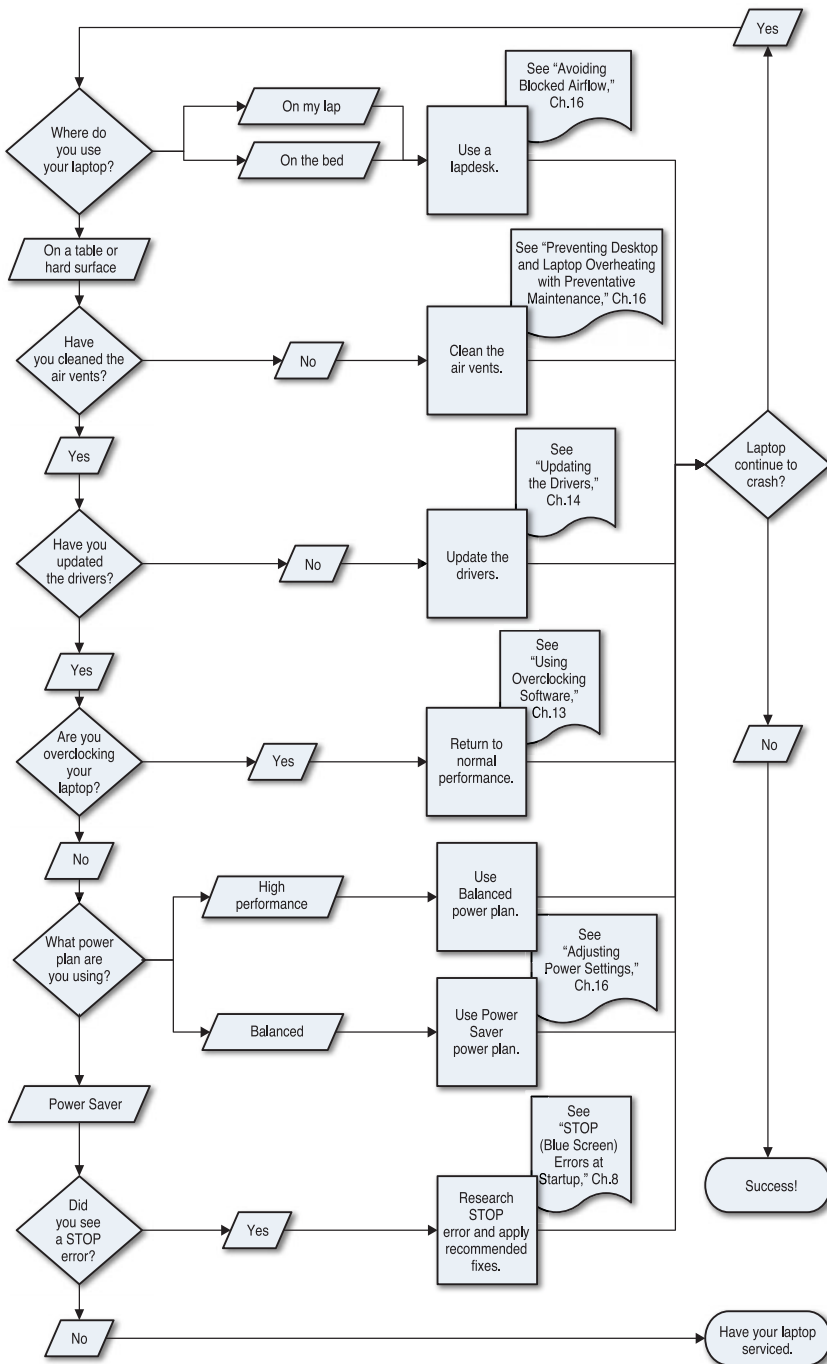 Yes
See “Avoiding
Blocked Airflow,”
Ch.16
On my lap
Where do
you use
your laptop?
On the bed
Use a
lapdesk.
On a table or
hard surface
See “Preventing Desktop
and Laptop Overheating
with Preventative
Maintenance,” Ch.16
Have
you cleaned the
air vents?
No
Clean the
air vents.
Yes
See
“Updating
the Drivers,”
Ch.14
Laptop
continue to
crash?
Have you
updated
the drivers?
No
Update the
drivers.
Yes
See
“Using
Overclocking
Software,”
Ch.13
Are you
overclocking
your
laptop?
Yes
Return to
normal
performance.
No
No
High
performance
Use
Balanced
power plan.
What power
plan are
you using?
See
“Adjusting
Power Settings,”
Ch.16
Balanced
Use Power
Saver
power plan.
Power Saver
See
“STOP
(Blue Screen)
Errors at
Startup,” Ch.8
Success!
Did
you see
a STOP
error?
Yes
Research
STOP
error and apply
recommended
fixes.
No
Have your laptop
serviced.